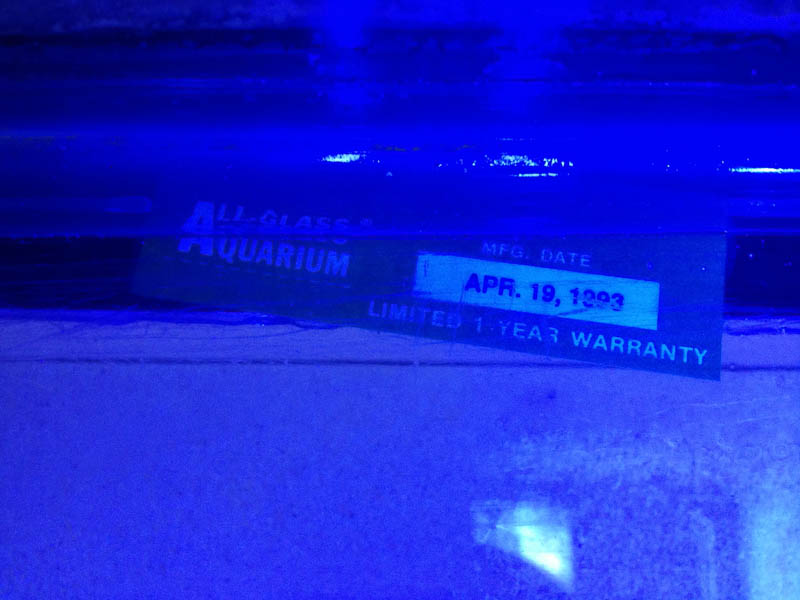 ALL-GLASS®
AQUARIUM
MFG. DATE
APR. 19, 1993
LIMITED 1-YEAR WARRANTY